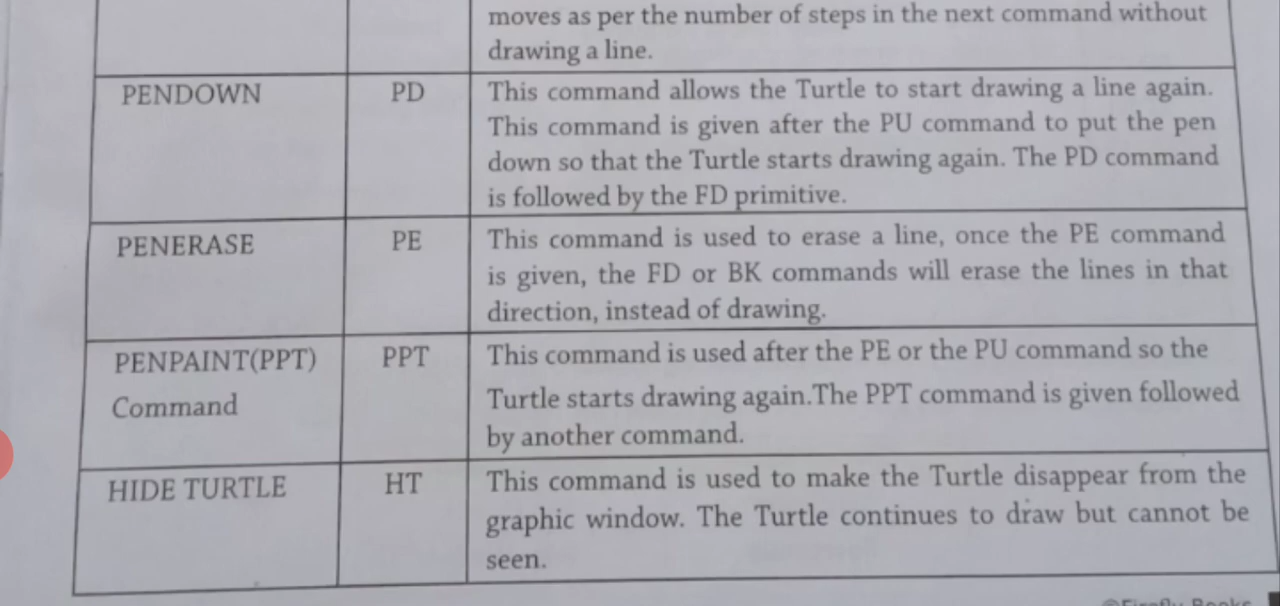 moves as per the number of steps in the next command without
drawing a line.
PENDOWN
PD
This command allows the Turtle to start drawing a line again.
This command is given after the PU command to put the pen
down so that the Turtle starts drawing again. The PD command
is followed by the FD primitive.
PENERASE
PE
This command is used to erase a line, once the PE command
is given, the FD or BK commands will erase the lines in that
direction, instead of drawing.
PENPAINT(PPT)
Command
PPT
This command is used after the PE or the PU command so the
Turtle starts drawing again.The PPT command is given followed
by another command.
HIDE TURTLE
HT
This command is used to make the Turtle disappear from the
graphic window. The Turtle continues to draw but cannot be
seen.
©Firefly Books